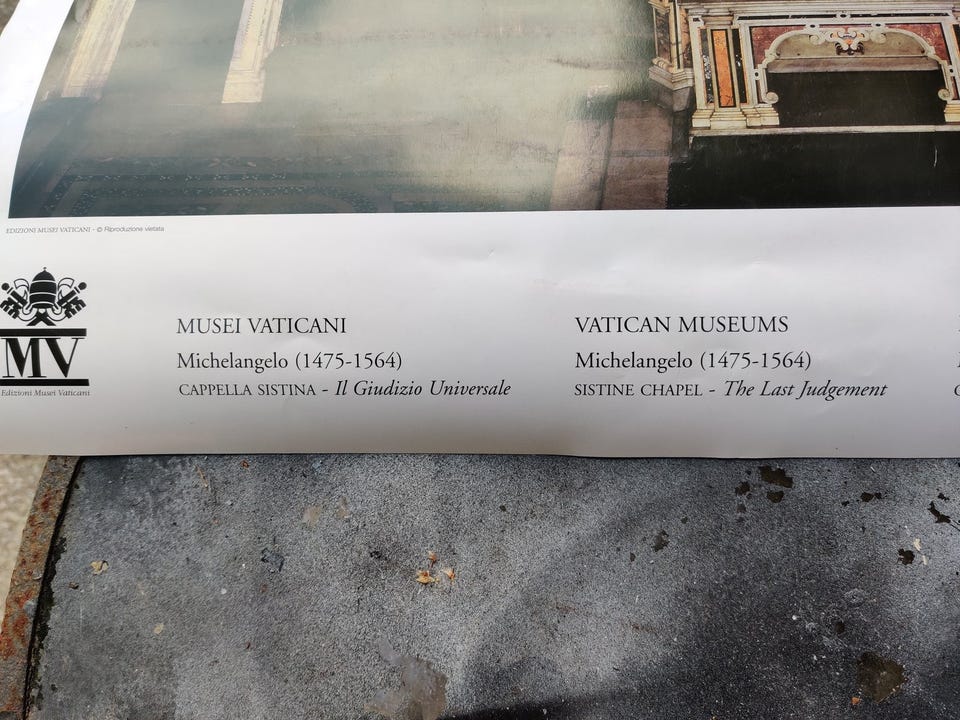 EDIZIONI MUSEI VATICANI - © Riproduzione vietata
MV
Edizioni Musei Vaticani
MUSEI VATICANI
Michelangelo (1475-1564)
CAPPELLA SISTINA - Il Giudizio Universale
VATICAN MUSEUMS
Michelangelo (1475-1564)
SISTINE CHAPEL - The Last Judgement